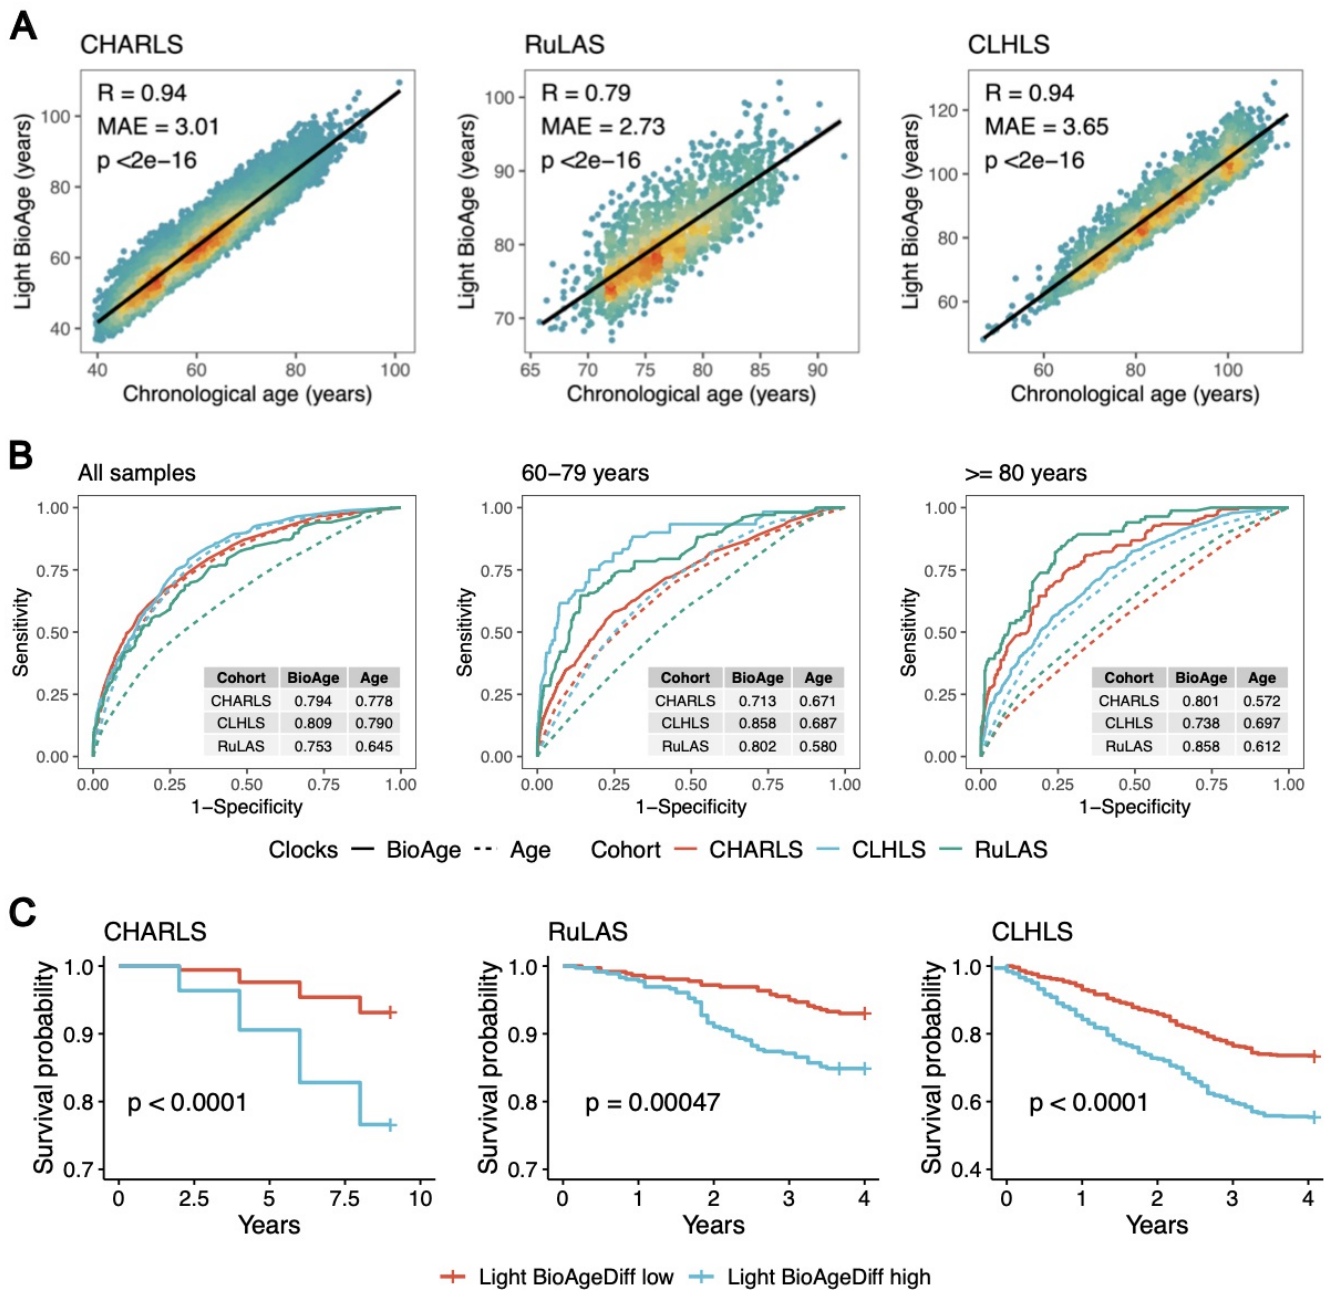 A
CHARLS
R = 0.94
MAE = 3.01
p <2e−16
Light BioAge (years)
100
80
60
40
40 60 80 100
Chronological age (years)
RuLAS
R = 0.79
MAE = 2.73
p <2e−16
Light BioAge (years)
100
90
80
70
65 70 75 80 85 90
Chronological age (years)
CLHLS
R = 0.94
MAE = 3.65
p <2e−16
Light BioAge (years)
120
100
80
60
60 80 100
Chronological age (years)
B
All samples
Sensitivity
1.00
0.75
0.50
0.25
0.00
Cohort BioAge Age
CHARLS 0.794 0.778
CLHLS 0.809 0.790
RuLAS 0.753 0.645
0.00 0.25 0.50 0.75 1.00
1−Specificity
60−79 years
Sensitivity
1.00
0.75
0.50
0.25
0.00
Cohort BioAge Age
CHARLS 0.713 0.671
CLHLS 0.858 0.687
RuLAS 0.802 0.580
0.00 0.25 0.50 0.75 1.00
1−Specificity
>= 80 years
Sensitivity
1.00
0.75
0.50
0.25
0.00
Cohort BioAge Age
CHARLS 0.801 0.572
CLHLS 0.738 0.697
RuLAS 0.858 0.612
0.00 0.25 0.50 0.75 1.00
1−Specificity
Clocks BioAge Age Cohort CHARLS CLHLS RuLAS
C
CHARLS
Survival probability
1.0
0.9
0.8
0.7
p < 0.0001
0 2.5 5 7.5 10
Years
RuLAS
Survival probability
1.0
0.9
0.8
0.7
p = 0.00047
0 1 2 3 4
Years
CLHLS
Survival probability
1.0
0.8
0.6
0.4
p < 0.0001
0 1 2 3 4
Years
Light BioAgeDiff low Light BioAgeDiff high